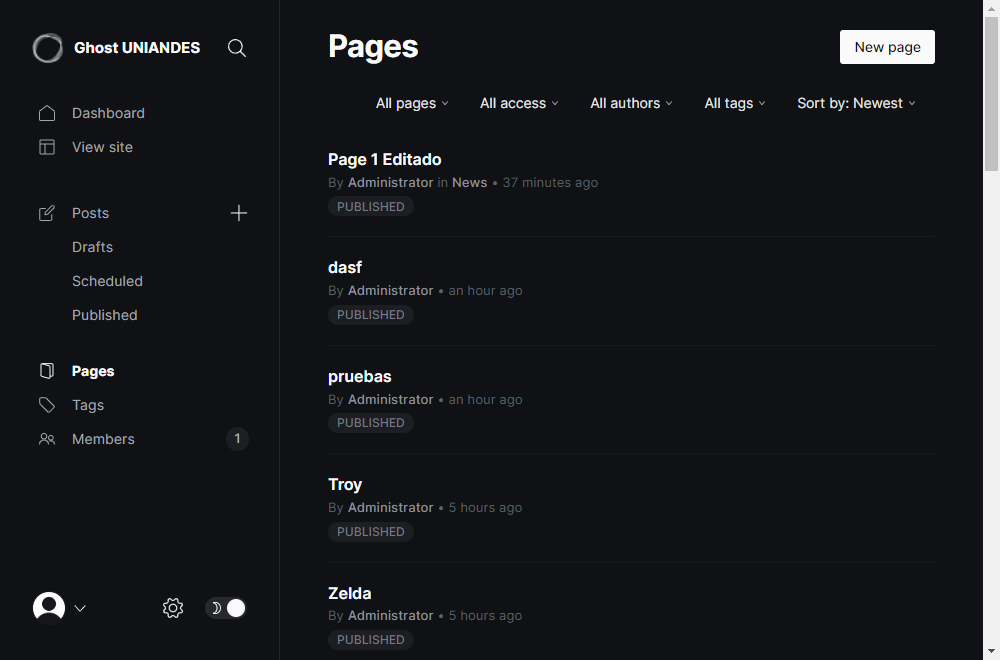 Ghost UNIANDES
Dashboard
View site
Posts
Drafts
Scheduled
Published
Pages
Tags
Members 1
Pages
New page
All pages All access All authors All tags Sort by: Newest
Page 1 Editado
By Administrator in News • 37 minutes ago
PUBLISHED
dasf
By Administrator • an hour ago
PUBLISHED
pruebas
By Administrator • an hour ago
PUBLISHED
Troy
By Administrator • 5 hours ago
PUBLISHED
Zelda
By Administrator • 5 hours ago
PUBLISHED